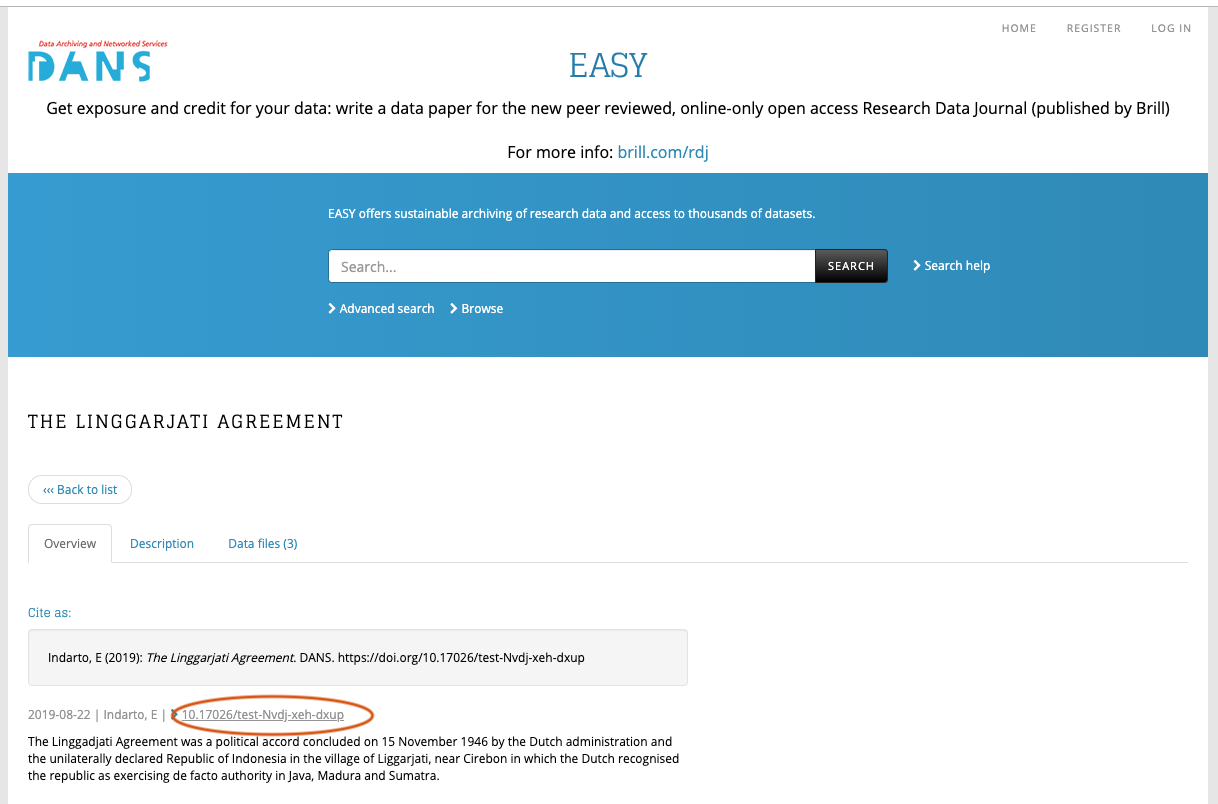 HOME REGISTER LOG IN
Data Archiving and Networked Services
DANS
EASY
Get exposure and credit for your data: write a data paper for the new peer reviewed, online-only open access Research Data Journal (published by Brill)
For more info: brill.com/rdj
EASY offers sustainable archiving of research data and access to thousands of datasets.
Search... SEARCH Search help
Advanced search Browse
THE LINGGARJATI AGREEMENT
‹‹‹ Back to list
Overview Description Data files (3)
Cite as:
Indarto, E (2019): The Linggarjati Agreement. DANS. https://doi.org/10.17026/test-Nvdj-xeh-dxup
2019-08-22 | Indarto, E | 10.17026/test-Nvdj-xeh-dxup
The Linggadjati Agreement was a political accord concluded on 15 November 1946 by the Dutch administration and
the unilaterally declared Republic of Indonesia in the village of Liggarjati, near Cirebon in which the Dutch recognised
the republic as exercising de facto authority in Java, Madura and Sumatra.